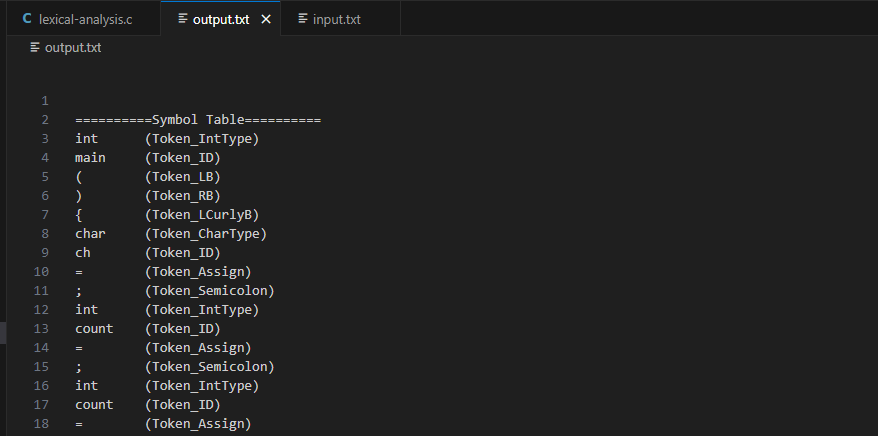 C lexical-analysis.c output.txt × input.txt
output.txt
1
2 ==========Symbol Table==========
3 int (Token_IntType)
4 main (Token_ID)
5 ( (Token_LB)
6 ) (Token_RB)
7 { (Token_LCurlyB)
8 char (Token_CharType)
9 ch (Token_ID)
10 = (Token_Assign)
11 ; (Token_Semicolon)
12 int (Token_IntType)
13 count (Token_ID)
14 = (Token_Assign)
15 ; (Token_Semicolon)
16 int (Token_IntType)
17 count (Token_ID)
18 = (Token_Assign)